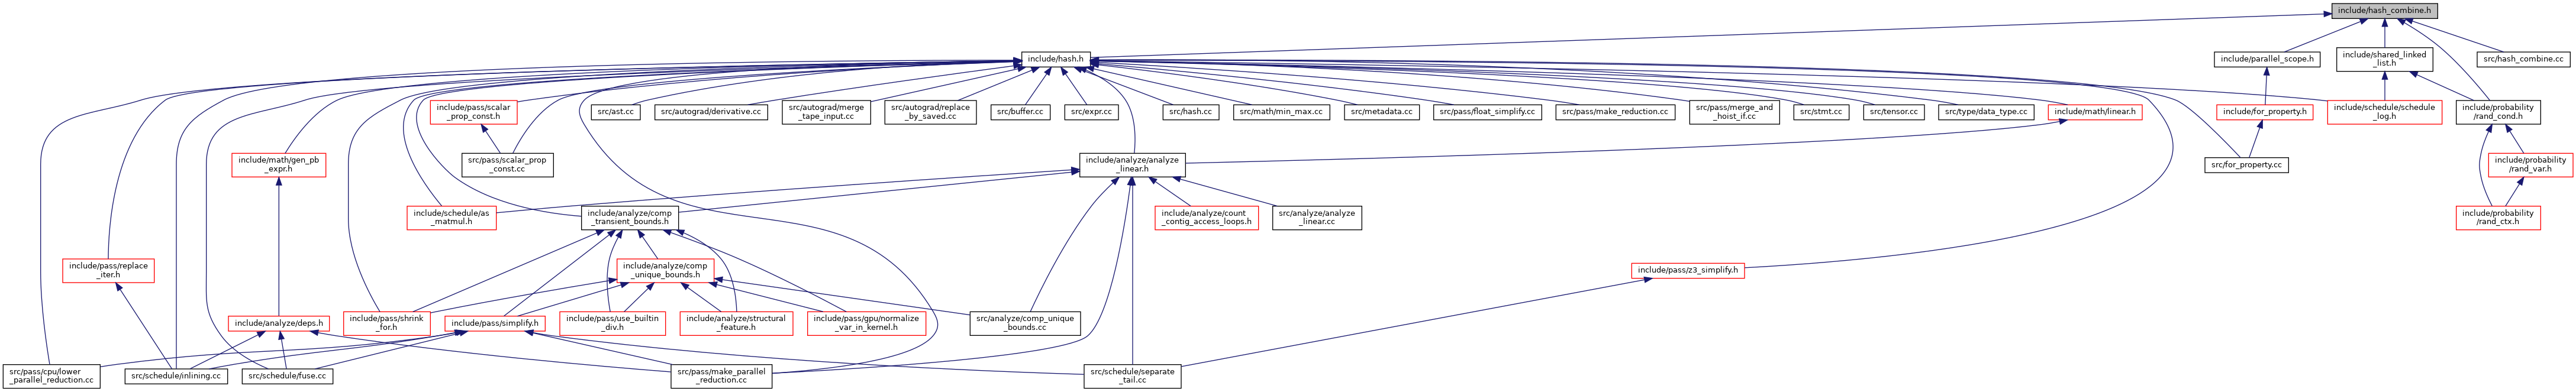 include/hash_combine.h
include/hash.h
include/parallel_scope.h
include/shared_linked
_list.h
src/hash_combine.cc
include/pass/scalar
_prop_const.h
src/ast.cc
src/autograd/derivative.cc
src/autograd/merge
_tape_input.cc
src/autograd/replace
_by_saved.cc
src/buffer.cc
src/expr.cc
src/hash.cc
src/math/min_max.cc
src/metadata.cc
src/pass/float_simplify.cc
src/pass/make_reduction.cc
src/pass/merge_and
_hoist_if.cc
src/stmt.cc
src/tensor.cc
src/type/data_type.cc
include/math/linear.h
include/for_property.h
include/schedule/schedule
_log.h
include/probability
/rand_cond.h
include/math/gen_pb
_expr.h
src/pass/scalar_prop
_const.cc
include/analyze/analyze
_linear.h
src/for_property.cc
include/probability
/rand_var.h
include/schedule/as
_matmul.h
include/analyze/comp
_transient_bounds.h
include/analyze/count
_contig_access_loops.h
src/analyze/analyze
_linear.cc
include/probability
/rand_ctx.h
include/pass/replace
_iter.h
include/analyze/comp
_unique_bounds.h
include/pass/z3_simplify.h
include/analyze/deps.h
include/pass/shrink
_for.h
include/pass/simplify.h
include/pass/use_builtin
_div.h
include/analyze/structural
_feature.h
include/pass/gpu/normalize
_var_in_kernel.h
src/analyze/comp_unique
_bounds.cc
src/pass/cpu/lower
_parallel_reduction.cc
src/schedule/inlining.cc
src/schedule/fuse.cc
src/pass/make_parallel
_reduction.cc
src/schedule/separate
_tail.cc